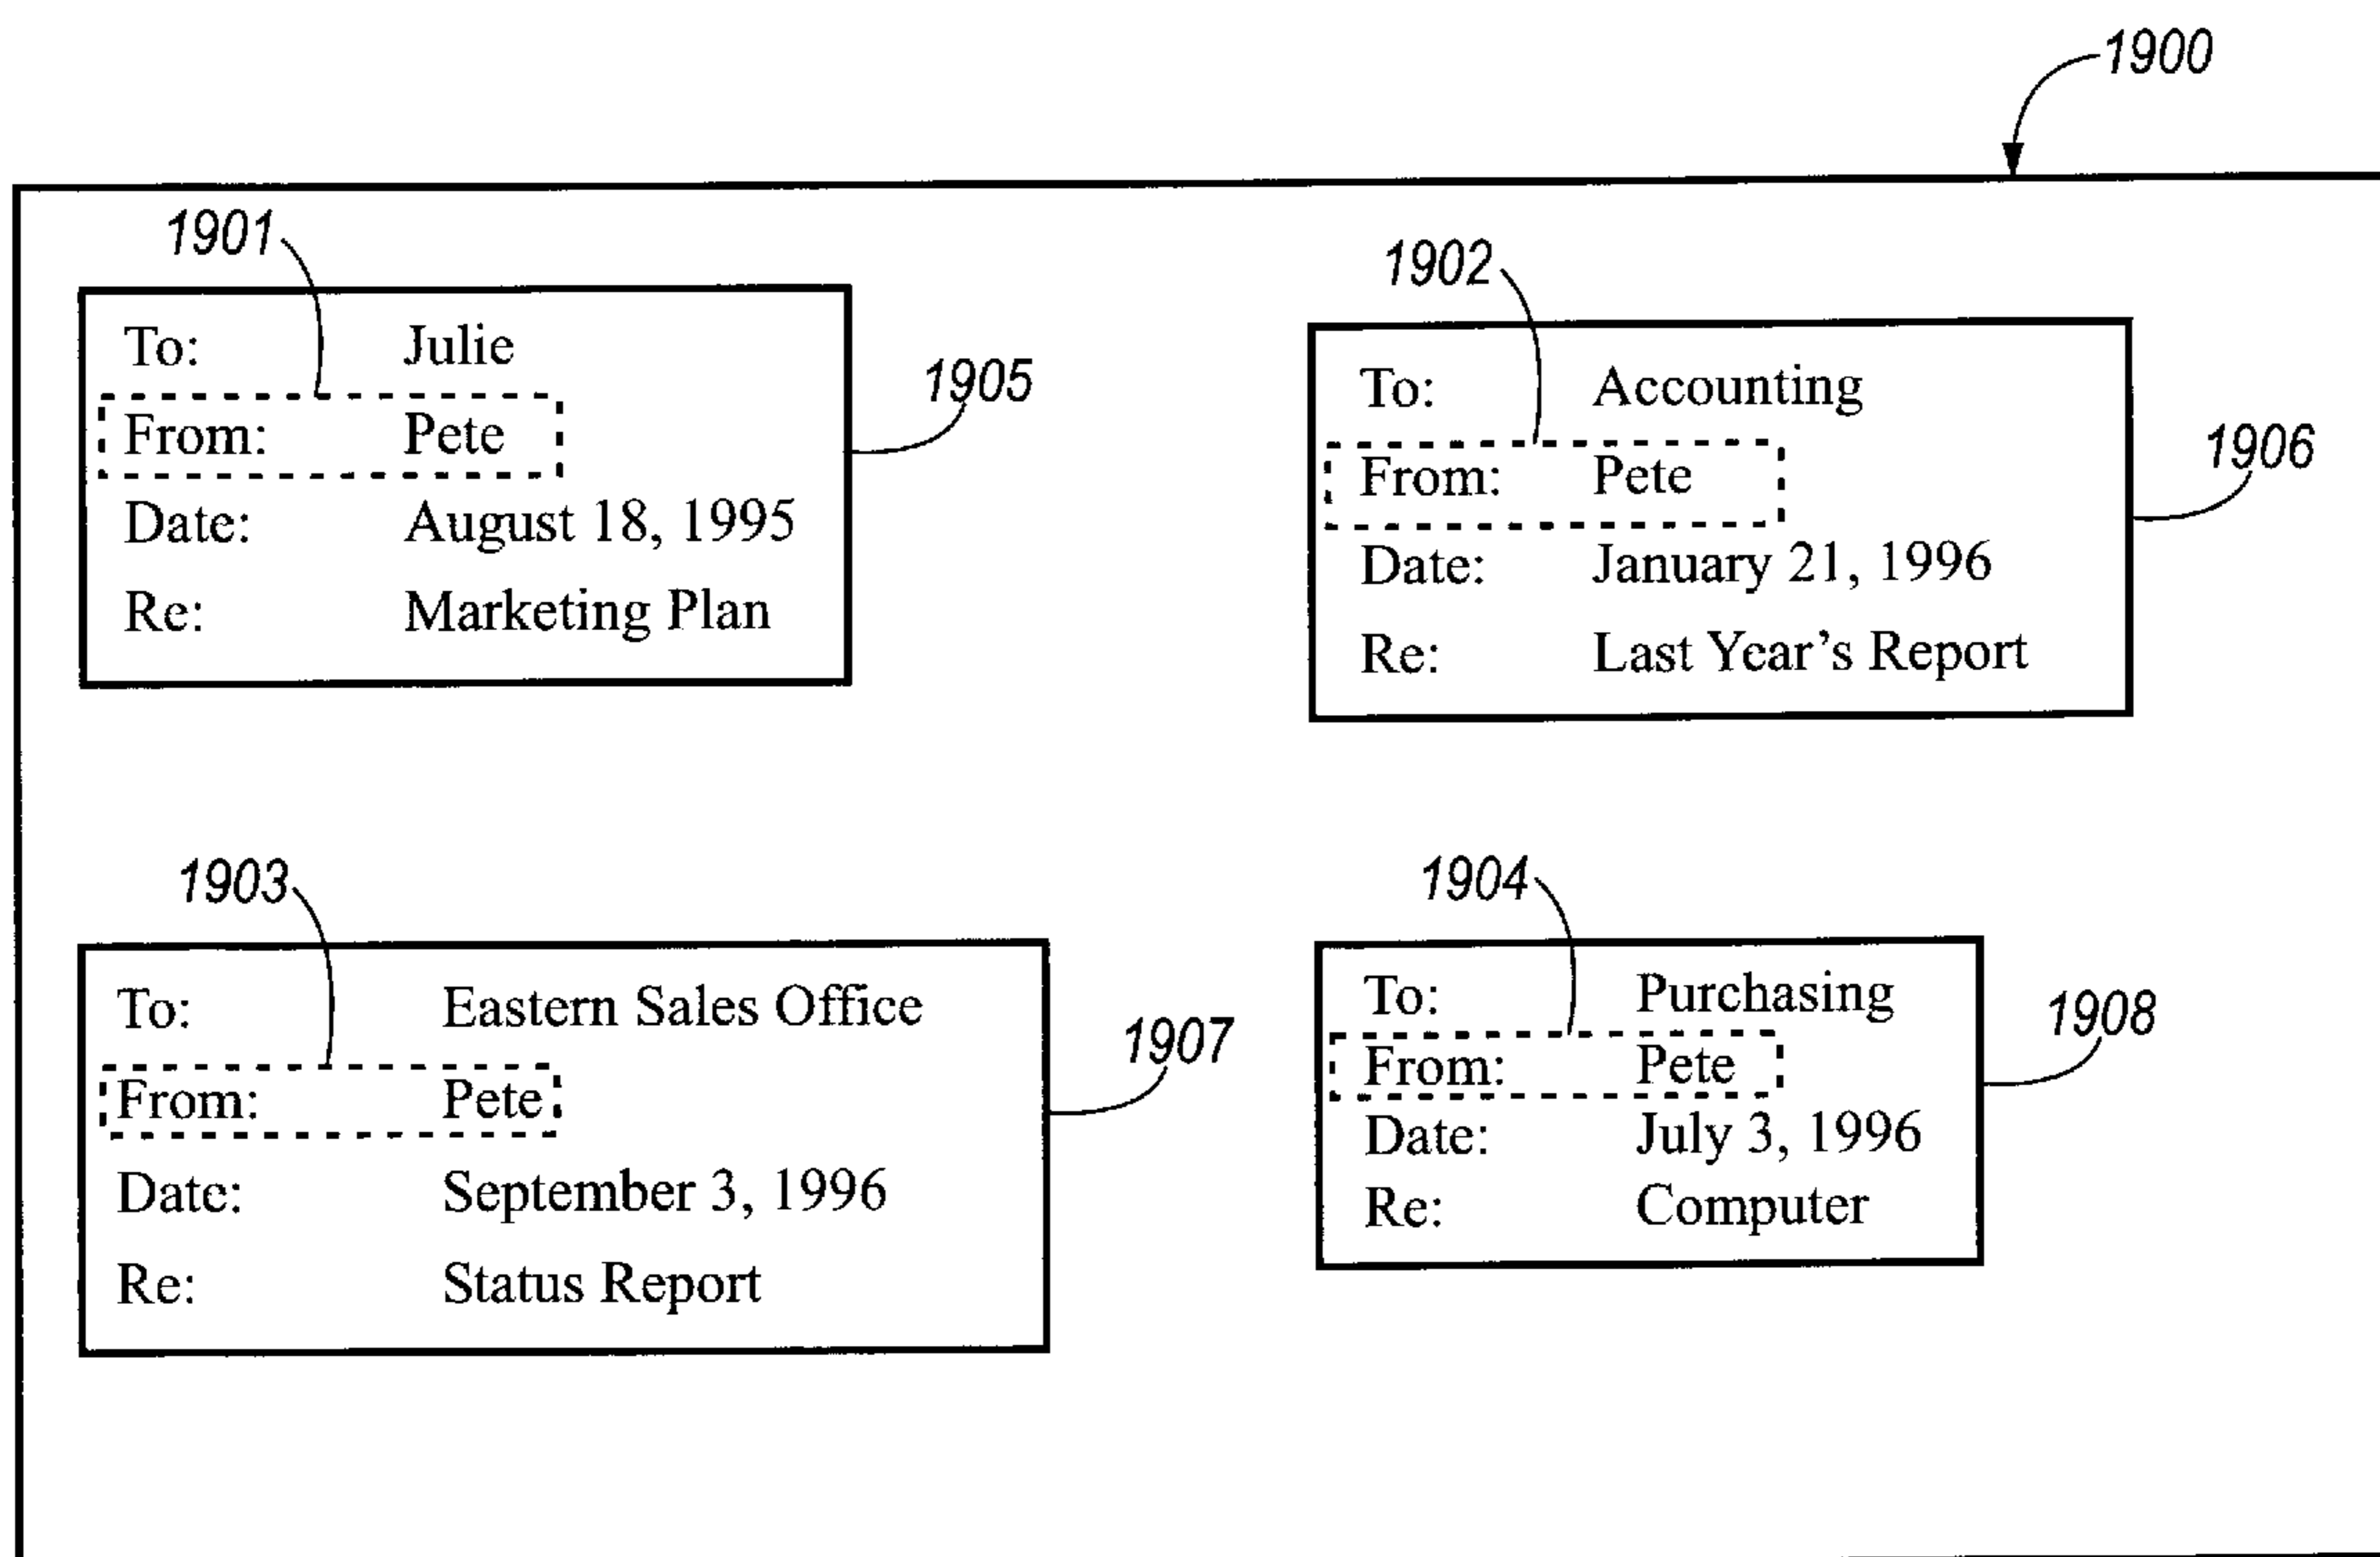 1900
1901
To: Julie
From: Pete
Date: August 18, 1995
Re: Marketing Plan
1905
1902
To: Accounting
From: Pete
Date: January 21, 1996
Re: Last Year’s Report
1906
1903
To: Eastern Sales Office
From: Pete
Date: September 3, 1996
Re: Status Report
1907
1904
To: Purchasing
From: Pete
Date: July 3, 1996
Re: Computer
1908